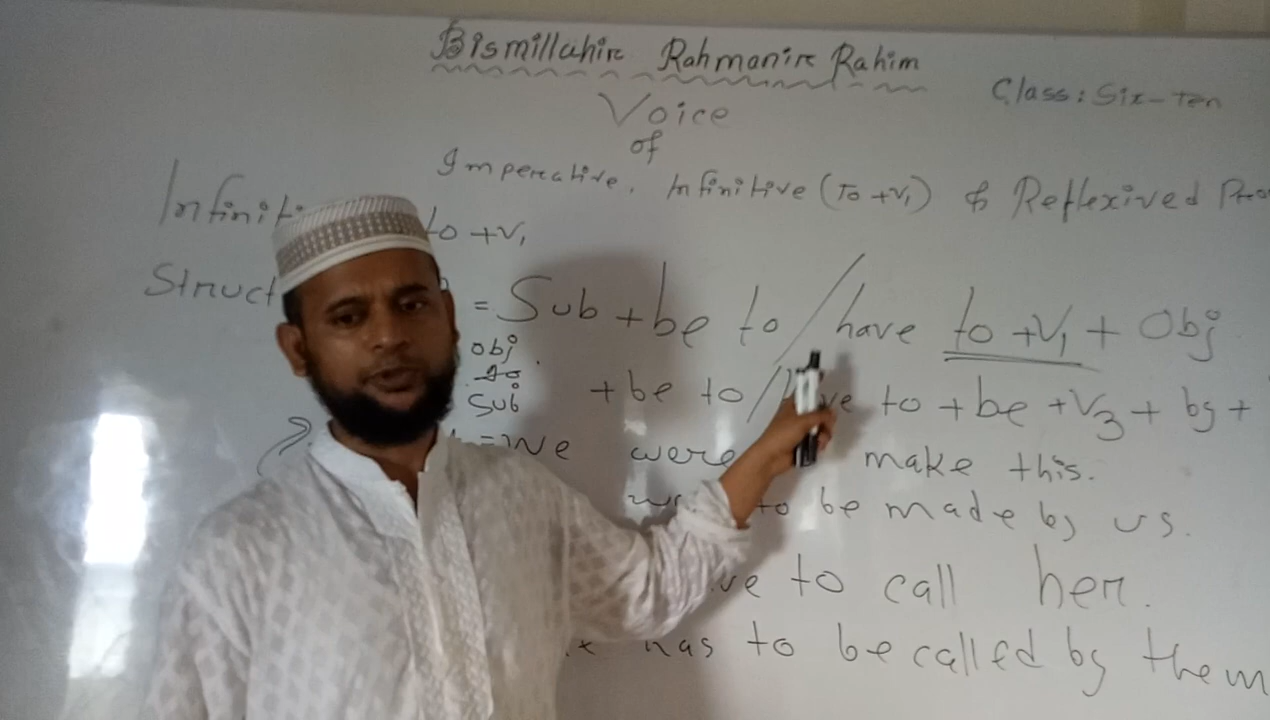 Bismillahir Rahmanir Rahim
Class: Six-Ten
Voice
of
Imperative, Infinitive (To +V1) & Reflexived
to +V1
Struct
= Sub + be to / have to +V1 + Obj
obj
Sub + be to / have to + be + V3 + by +
= We were make this.
to be made by us.
to call her.
has to be called by them